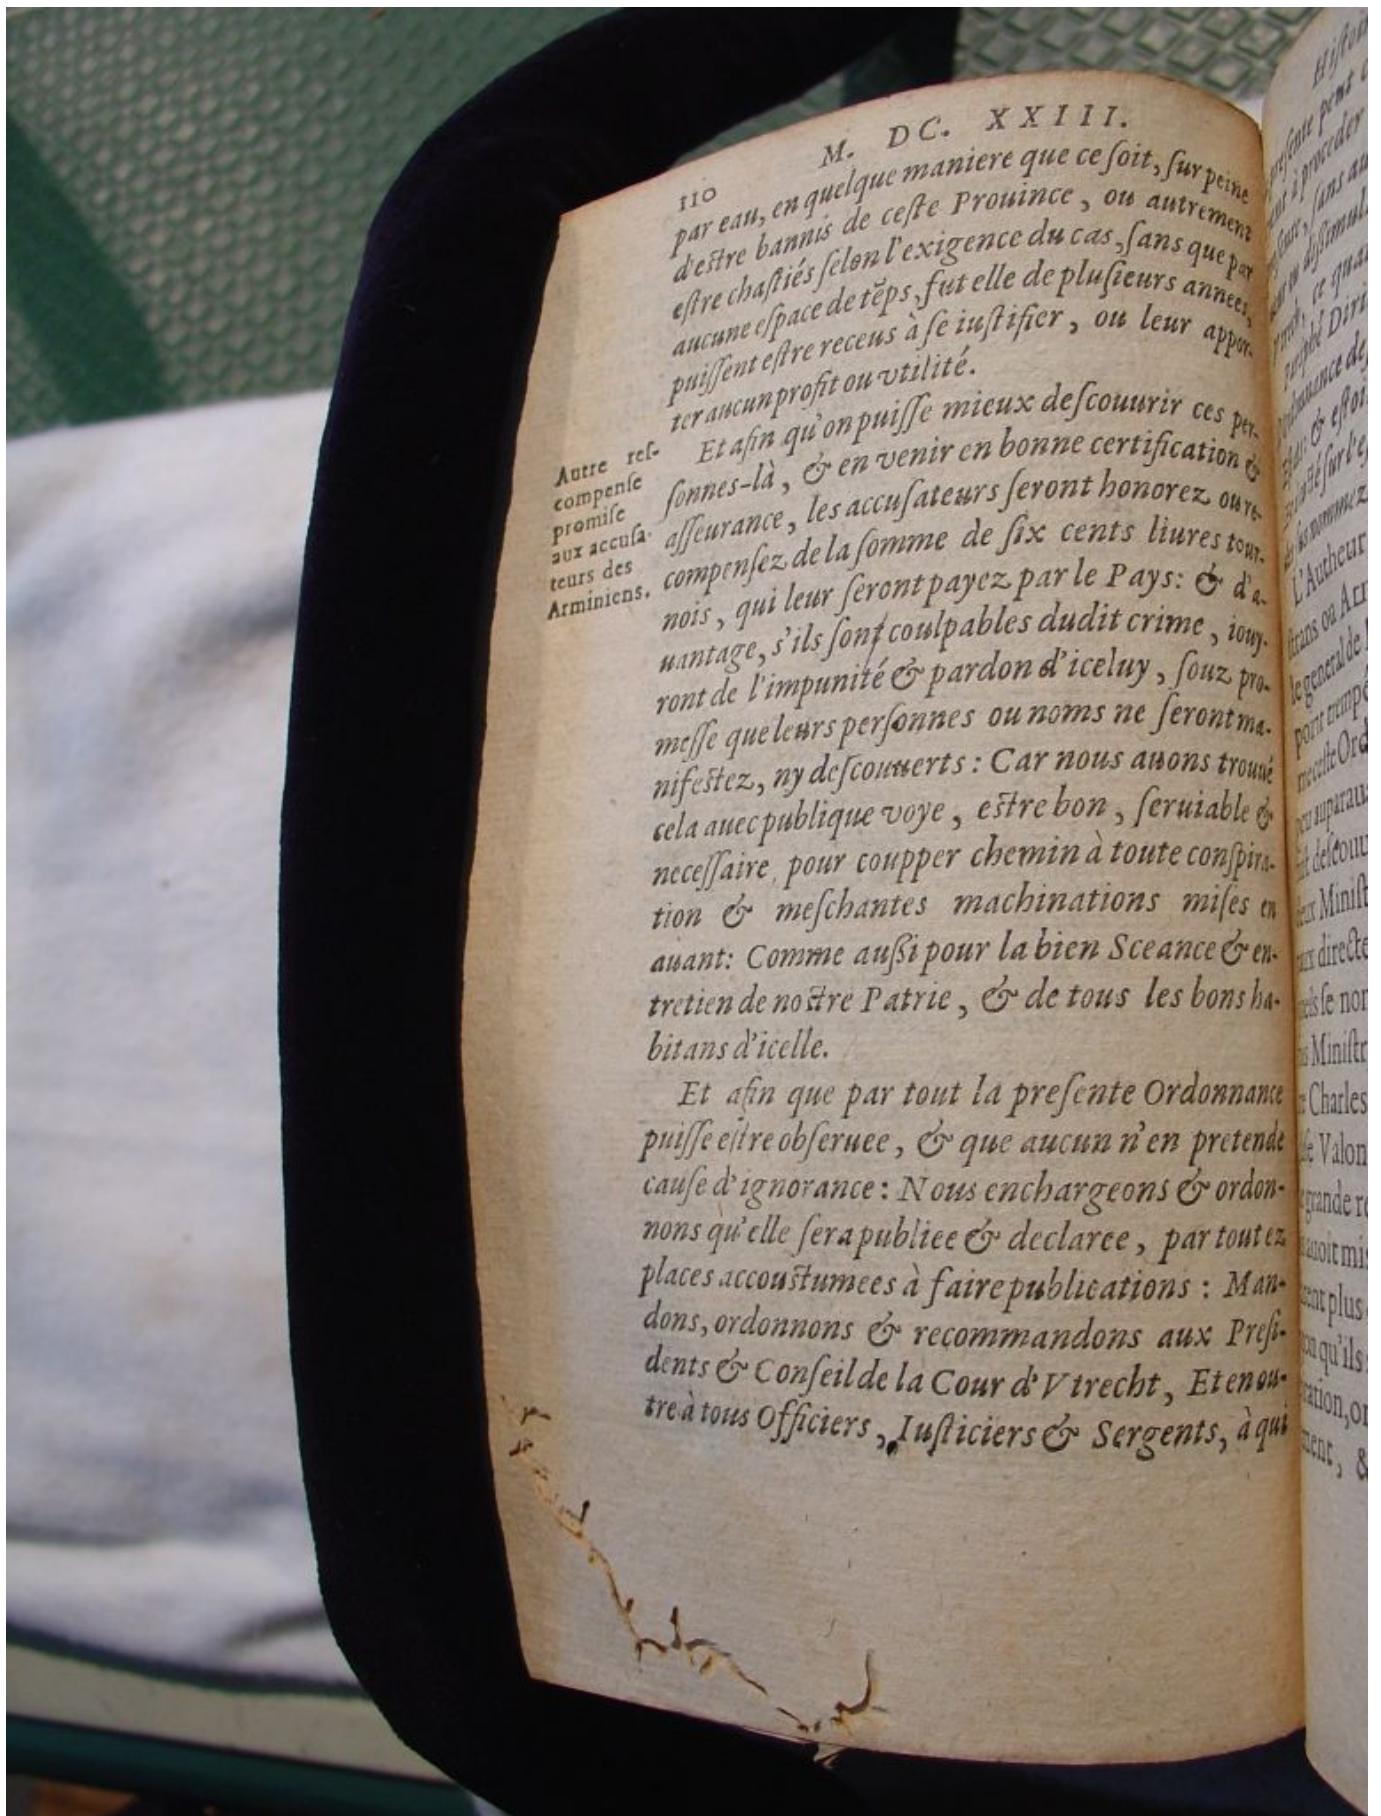 M. DC. XXIII.
110
par eau, en quelque maniere que ce ſoit, ſur peine
d'eſtre bannis de ceſte Prouince, ou autrement
eſtre chaſtiés ſelon l'exigence du cas, ſans que par
aucune eſpace de tẽps, fut elle de pluſieurs annees,
puiſſent eſtre receus à ſe iuſtifier, ou leur appor-
ter aucun profit ou vtilité.
Et afin qu'on puiſſe mieux deſcouurir ces per-
ſonnes-là, & en venir en bonne certification &
aſſeurance, les accuſateurs ſeront honorez ou re-
compenſez de la ſomme de ſix cents liures tour-
nois, qui leur ſeront payez par le Pays: & d'a-
uantage, s'ils ſont coulpables dudit crime, iouy-
ront de l'impunité & pardon d'iceluy, ſouz pro-
meſſe que leurs perſonnes ou noms ne ſeront ma-
nifeſtez, ny deſcouuerts: Car nous auons trouué
cela auec publique voye, eſtre bon, ſeruiable &
neceſſaire, pour coupper chemin à toute conſpira-
tion & meſchantes machinations miſes en
auant: Comme auſſi pour la bien Sceance & en-
tretien de noſtre Patrie, & de tous les bons ha-
bitans d'icelle.
Et afin que par tout la preſente Ordonnance
puiſſe eſtre obſeruee, & que aucun n'en pretende
cauſe d'ignorance: Nous enchargeons & ordon-
nons qu'elle ſera publiee & declaree, par toutez
places accouſtumees à faire publications: Man-
dons, ordonnons & recommandons aux Preſi-
dents & Conſeil de la Cour d'Vtrecht, Et en ou-
tre à tous Officiers, Iuſticiers & Sergents, à qui
Autre reſ-
compenſe
promiſe
aux accuſa-
teurs des
Arminiens.
L'Autheur
deux Miniſt
Miniſtr
Charles
Valon
grande
plus
qu'ils